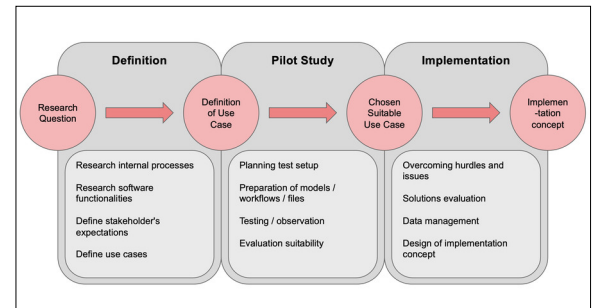 Definition
Pilot Study
Implementation
Research
Question
Definition
of Use
Case
Chosen
Suitable
Use Case
Implemen
-tation
concept
Research internal processes
Research software
functionalities
Define stakeholder's
expectations
Define use cases
Planning test setup
Preparation of models /
workflows / files
Testing / observation
Evaluation suitability
Overcoming hurdles and
issues
Solutions evaluation
Data management
Design of implementation
concept